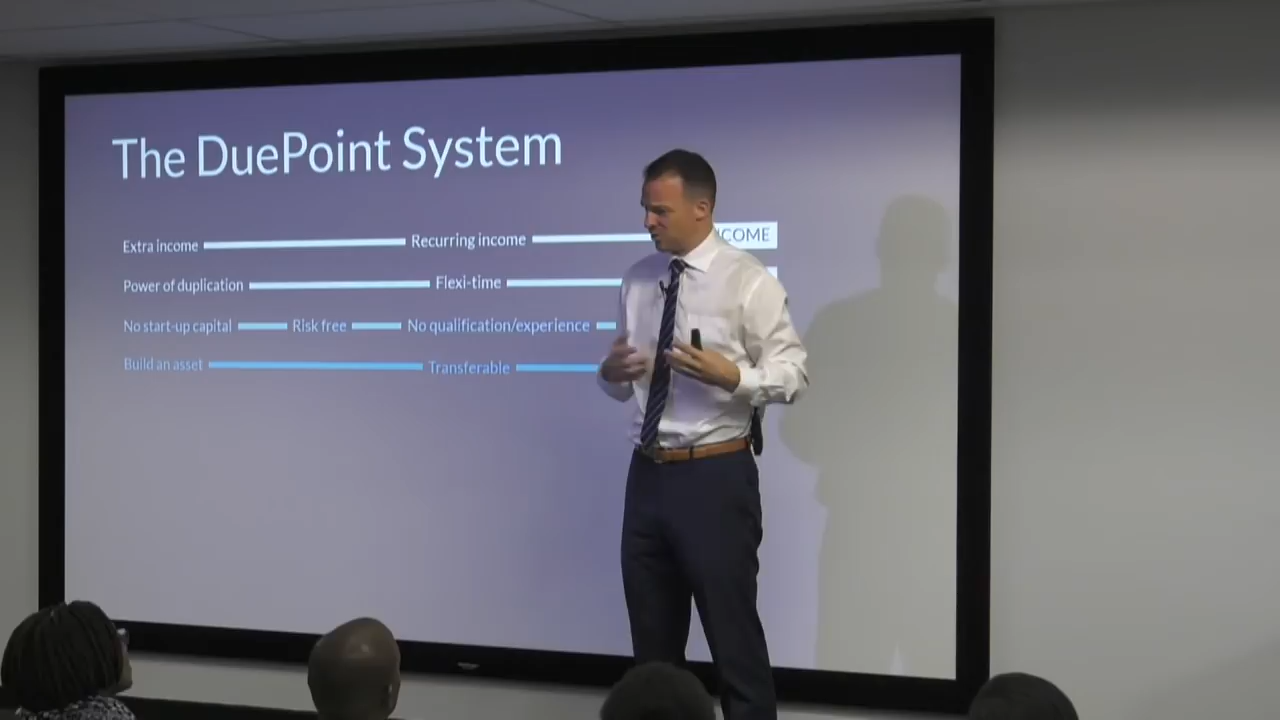 The DuePoint System
Extra income Recurring income
Power of duplication Flexi-time
No start-up capital Risk free No qualification/experience
Build an asset Transferable